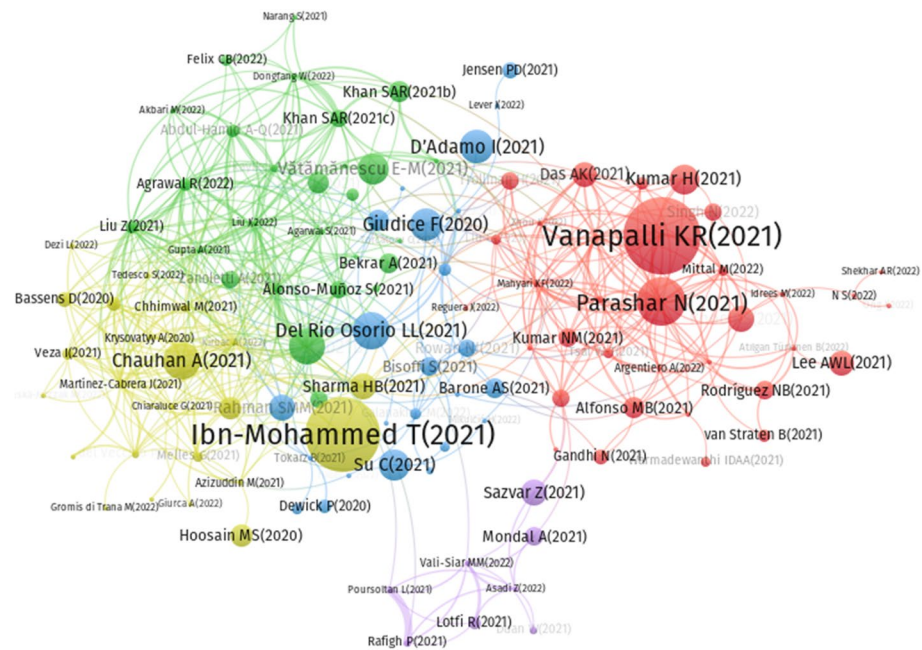 Narang S(2021)
Felix CB(2022)
Dongfang W(2022)
Jensen PD(2021)
Khan SAR(2021b)
Lever J(2022)
Akbari M(2022)
Khan SAR(2021c)
Abdul-Hamid A-Q(2021)
D'Adamo I(2021)
Vătămănescu E-M(2021)
Das AK(2021)
Kumar H(2021)
Agrawal R(2022)
Singh N(2022)
Liu Z(2021)
Liu K(2022)
Agarwal S(2021)
Giudice F(2020)
Vanapalli KR(2021)
Dezi L(2022)
Gupta A(2021)
Bekrar A(2021)
Mittal M(2022)
Shekhar AR(2022)
Tedesco S(2022)
Zanoletti A(2021)
Alonso-Muñoz S(2021)
Mahyari KF(2022)
Bassens D(2020)
Chhimwal M(2021)
Reguera X(2022)
Parashar N(2021)
Idrees M(2022)
N S(2022)
Krysovatyy A(2020)
Del Rio Osorio LL(2021)
Kumar NM(2021)
Veza I(2021)
Chauhan A(2021)
Bisoffi S(2021)
Argentiero A(2022)
Lee AWL(2021)
Martinez-Cabrera J(2021)
Sharma HB(2021)
Barone AS(2021)
Rodríguez NB(2021)
Chiaraluce G(2021)
Rahman SMM(2021)
Alfonso MB(2021)
Ibn-Mohammed T(2021)
van Straten B(2021)
Melles G(2021)
Tokarz B(2021)
Su C(2021)
Gandhi N(2021)
Warmadewanthi IDAA(2021)
Azizuddin M(2021)
Sazvar Z(2021)
Gromis di Trana M(2022)
Giurca A(2022)
Dewick P(2020)
Hoosain MS(2020)
Mondal A(2021)
Vali-Siar MM(2022)
Poursoltan L(2021)
Asadi Z(2022)
Lotfi R(2021)
Rafigh P(2021)